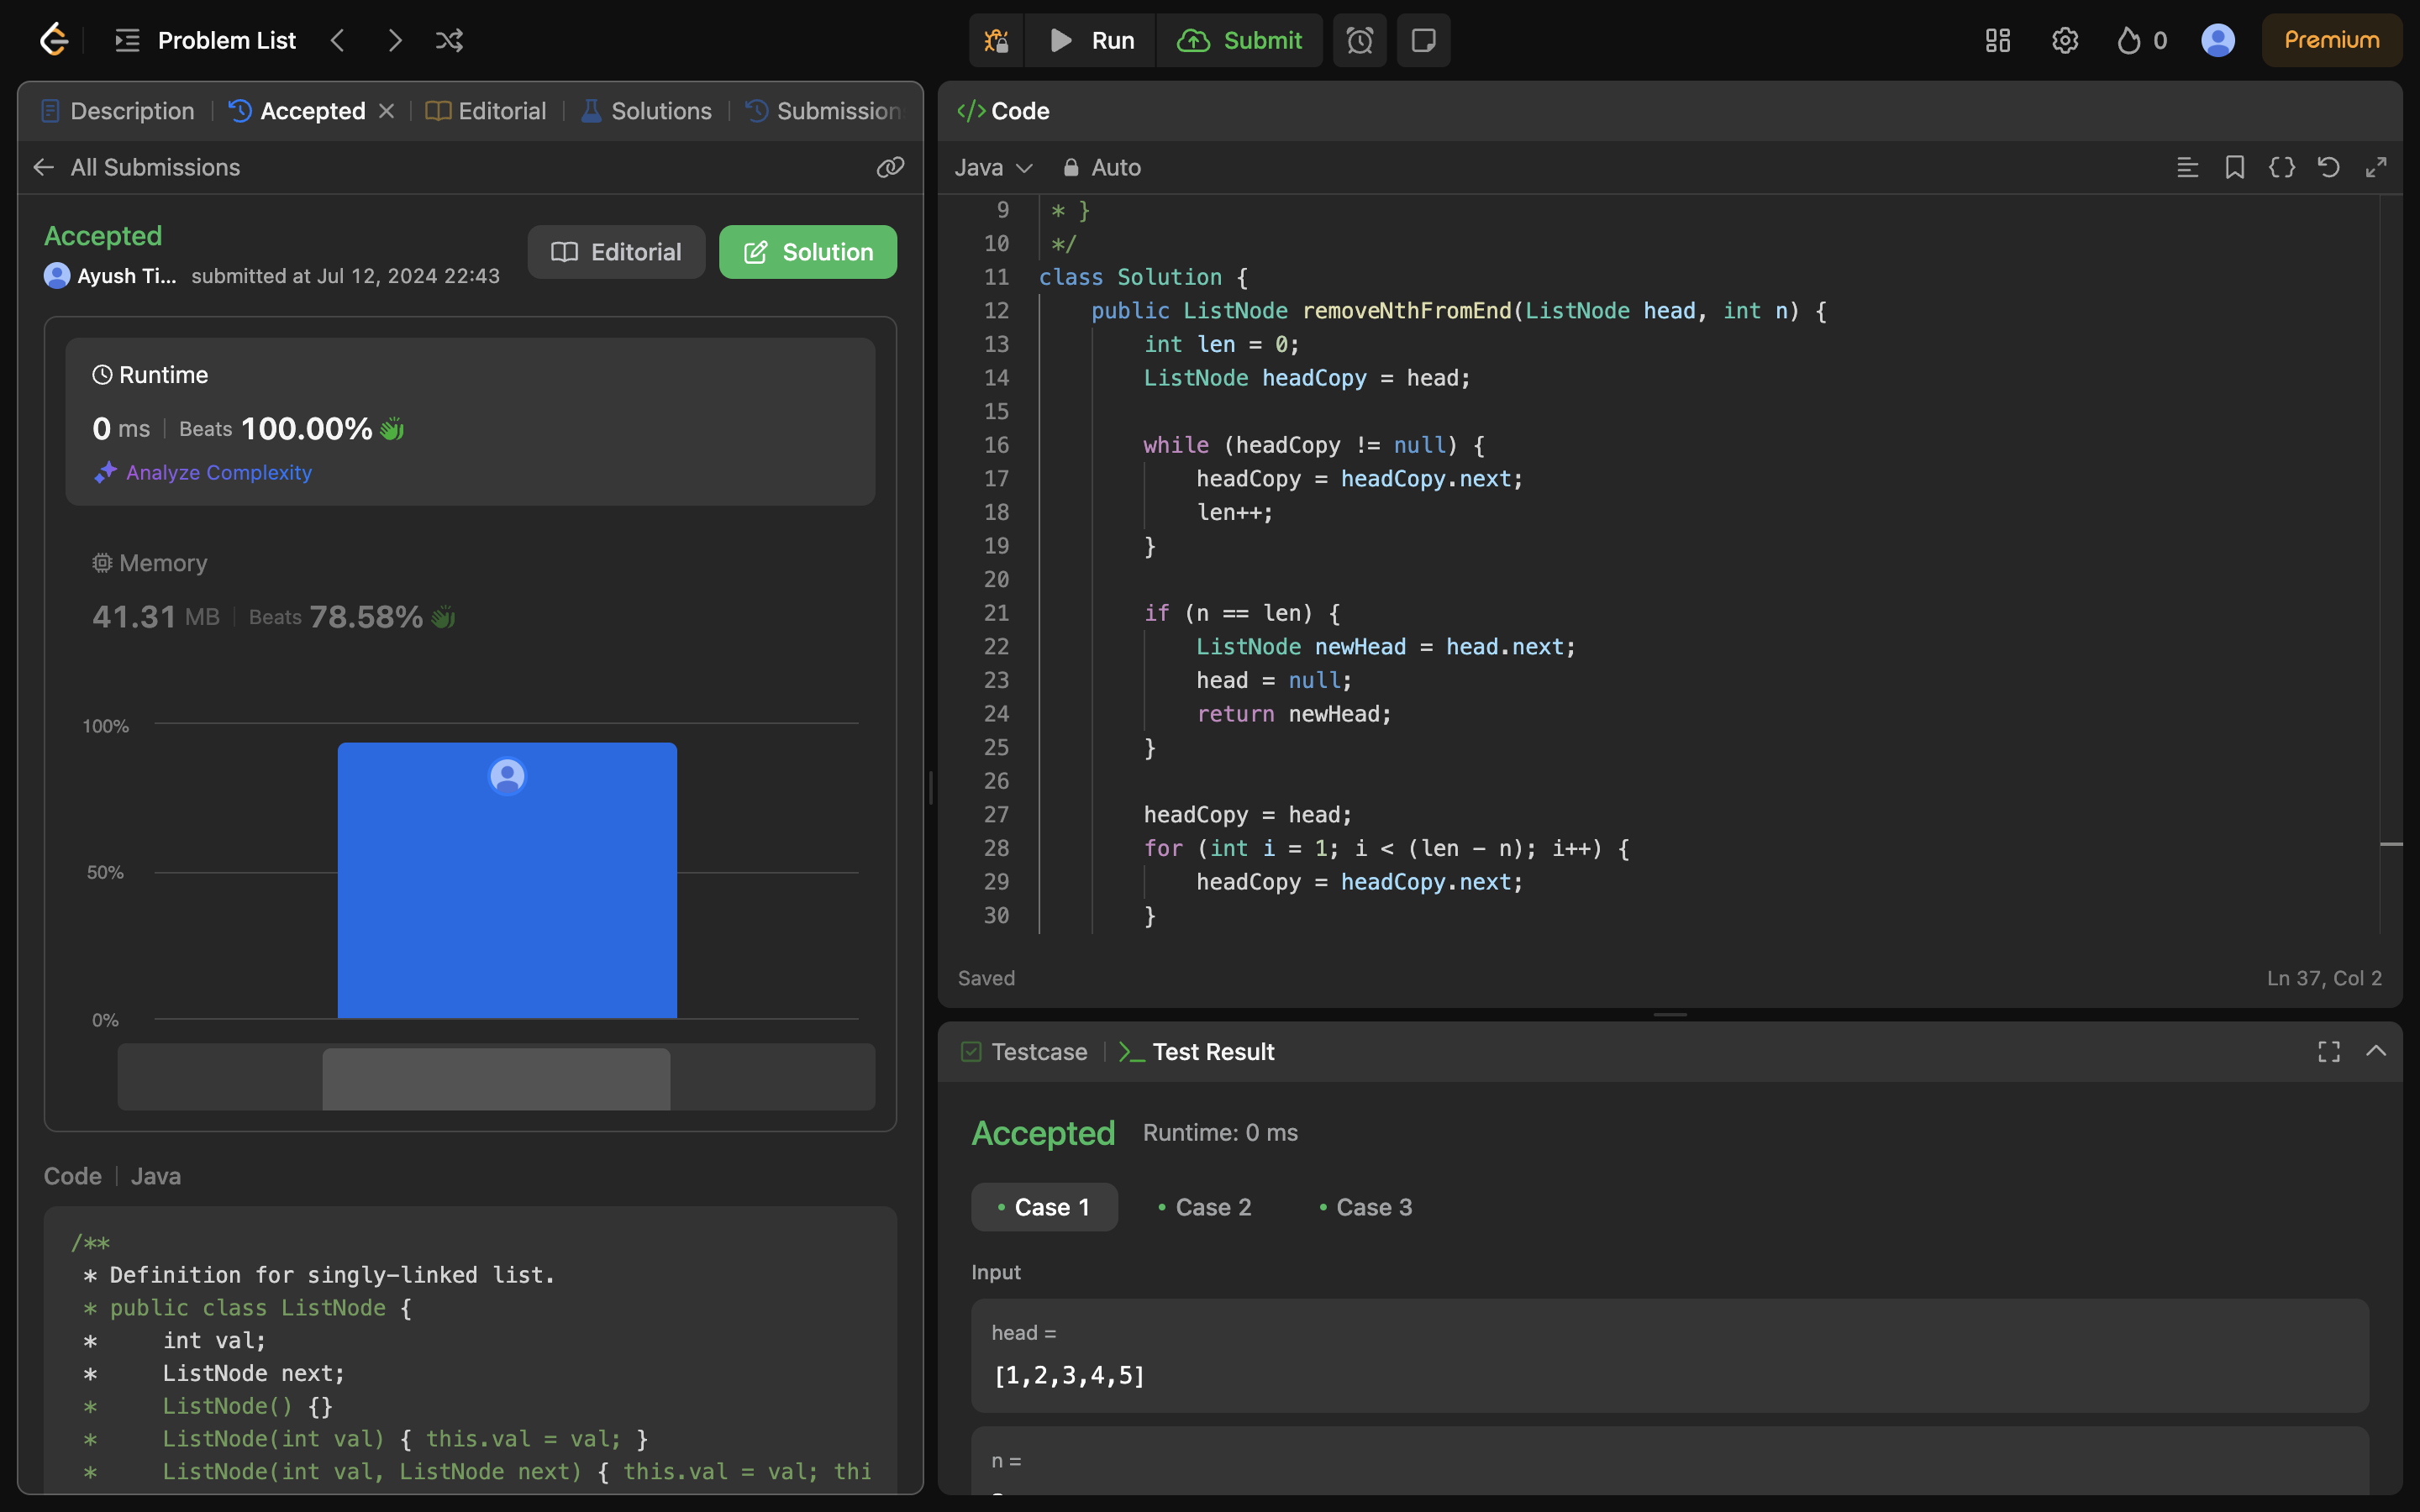 Problem List
Run
Submit
0
Premium
Description
Accepted
Editorial
Solutions
Submission
All Submissions
Accepted
Ayush Ti... submitted at Jul 12, 2024 22:43
Editorial
Solution
Runtime
0 ms Beats 100.00%
Analyze Complexity
Memory
41.31 MB Beats 78.58%
100%
50%
0%
Code Java
/**
* Definition for singly-linked list.
* public class ListNode {
* int val;
* ListNode next;
* ListNode() {}
* ListNode(int val) { this.val = val; }
* ListNode(int val, ListNode next) { this.val = val; thi
</> Code
Java Auto
9 * }
10 */
11 class Solution {
12 public ListNode removeNthFromEnd(ListNode head, int n) {
13 int len = 0;
14 ListNode headCopy = head;
15
16 while (headCopy != null) {
17 headCopy = headCopy.next;
18 len++;
19 }
20
21 if (n == len) {
22 ListNode newHead = head.next;
23 head = null;
24 return newHead;
25 }
26
27 headCopy = head;
28 for (int i = 1; i < (len - n); i++) {
29 headCopy = headCopy.next;
30 }
Saved
Ln 37, Col 2
Testcase
Test Result
Accepted Runtime: 0 ms
Case 1
Case 2
Case 3
Input
head =
[1,2,3,4,5]
n =